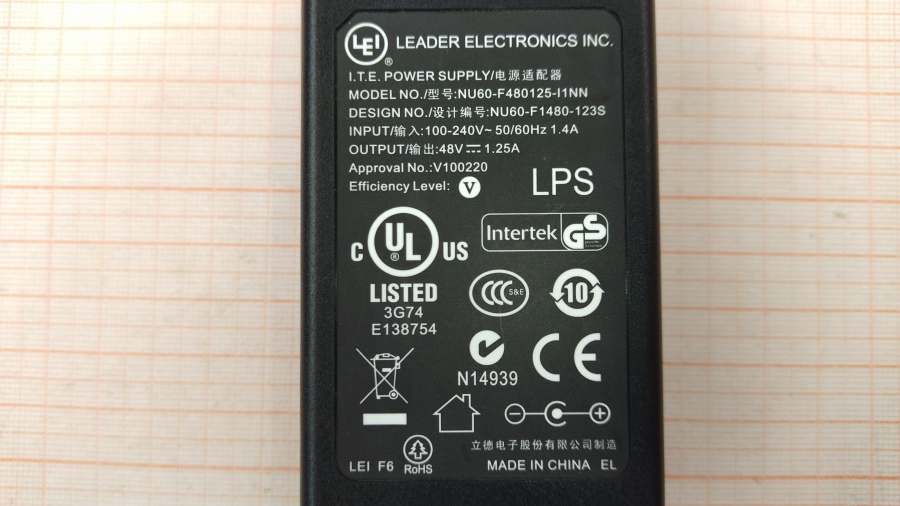 LEI® LEADER ELECTRONICS INC.
I.T.E. POWER SUPPLY/电源适配器
MODEL NO./型号:NU60-F480125-I1NN
DESIGN NO./设计编号:NU60-F1480-123S
INPUT/输入:100-240V~ 50/60Hz 1.4A
OUTPUT/输出:48V⎓1.25A
Approval No.:V100220
Efficiency Level: V
LPS
C UL® US
LISTED
3G74
E138754
Intertek GS
CCC S&E
10
N14939
CE
立德电子股份有限公司制造
LEI F6 RoHS MADE IN CHINA EL